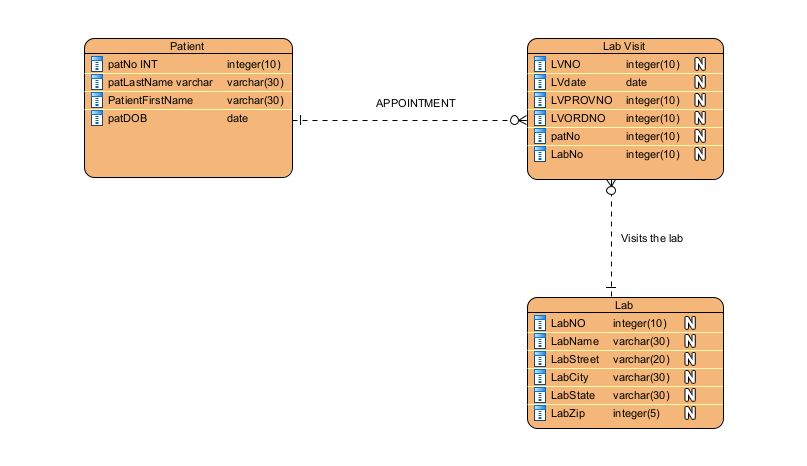 Patient
patNo INT integer(10)
patLastName varchar varchar(30)
PatientFirstName varchar(30)
patDOB date
APPOINTMENT
Lab Visit
LVNO integer(10) N
LVdate date N
LVPROVNO integer(10) N
LVORDNO integer(10) N
patNo integer(10) N
LabNo integer(10) N
Visits the lab
Lab
LabNO integer(10) N
LabName varchar(30) N
LabStreet varchar(20) N
LabCity varchar(30) N
LabState varchar(30) N
LabZip integer(5) N